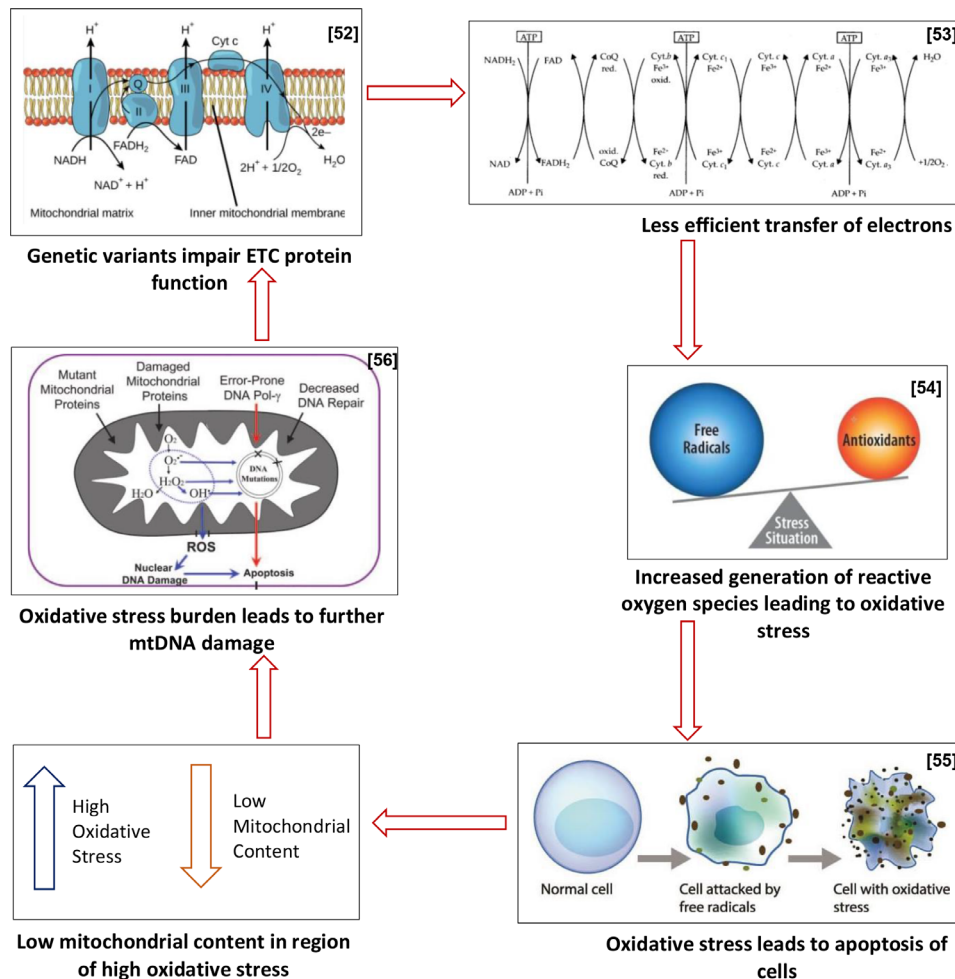 [52]
H+ H+ Cyt c H+
I Q II III IV
NADH
FADH2
FAD
2H+ + 1/2O2
2e–
H2O
NAD+ + H+
Mitochondrial matrix Inner mitochondrial membrane
Genetic variants impair ETC protein
function
[53]
ATP ATP ATP
NADH2 FAD CoQ Cyt.b Cyt. c1 Cyt. c Cyt. a Cyt. a3 H2O
red. Fe3+ Fe2+ Fe3+ Fe2+ Fe3+
oxid.
oxid. Fe2+ Fe3+ Fe2+ Fe3+ Fe2+
NAD FADH2 CoQ Cyt. b Cyt. c1 Cyt. c Cyt. a Cyt. a3 +1/2O2.
red.
ADP + Pi ADP + Pi ADP + Pi
Less efficient transfer of electrons
[54]
Free
Radicals
Antioxidants
Stress
Situation
Increased generation of reactive
oxygen species leading to oxidative
stress
[55]
Normal cell
Cell attacked by
free radicals
Cell with oxidative
stress
Oxidative stress leads to apoptosis of
cells
High
Oxidative
Stress
Low
Mitochondrial
Content
Low mitochondrial content in region
of high oxidative stress
[56]
Mutant
Mitochondrial
Proteins
Damaged
Mitochondrial
Proteins
Error-Prone
DNA Pol-γ
Decreased
DNA Repair
O2
O2•-
H2O2
H2O OH•
DNA
Mutations
ROS
Nuclear
DNA Damage
Apoptosis
Oxidative stress burden leads to further
mtDNA damage